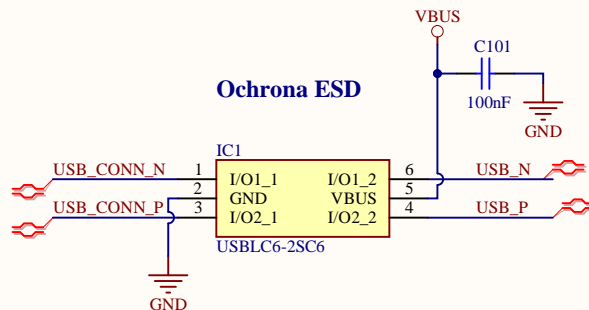 VBUS
C101
Ochrona ESD
100nF
GND
IC1
USB_CONN_N 1 I/O1_1 I/O1_2 6 USB_N
2 GND VBUS 5
USB_CONN_P 3 I/O2_1 I/O2_2 4 USB_P
USBLC6-2SC6
GND